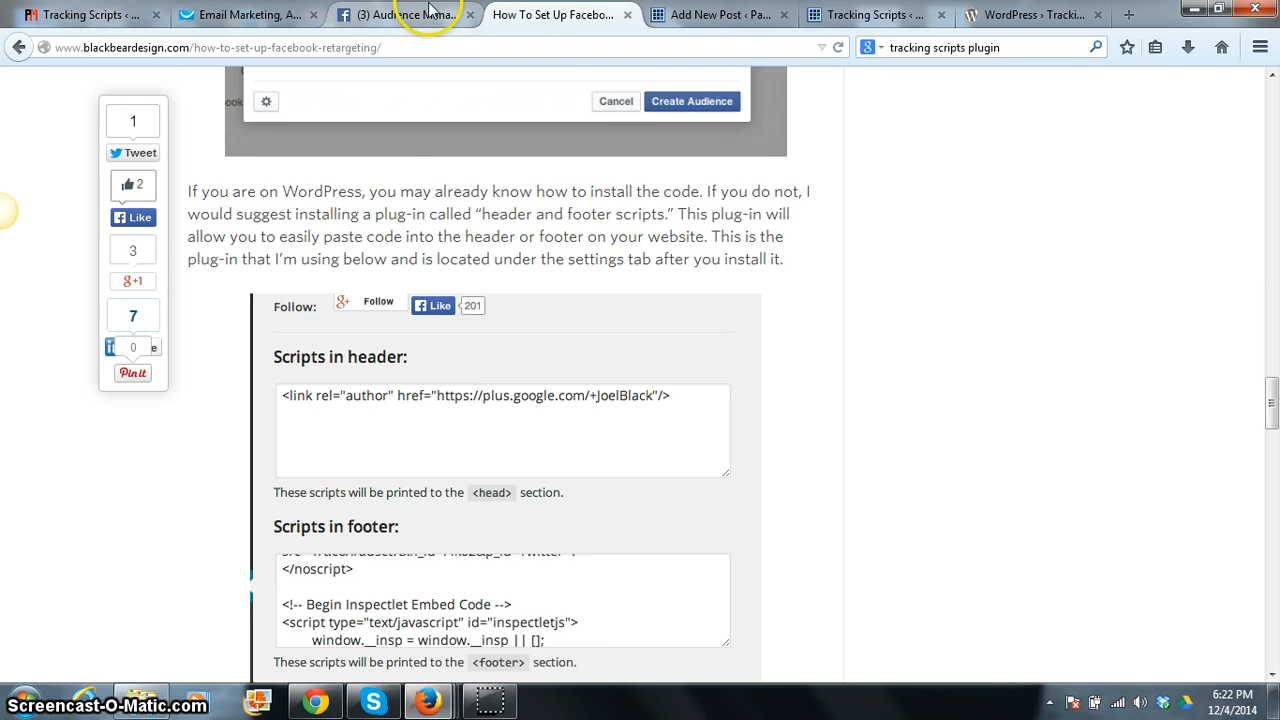 Tracking Scripts ‹
Email Marketing, A...
(3) Audience
How To Set Up Facebo...
Add New Post ‹ Pa...
Tracking Scripts ‹ ...
WordPress › Trackin...
www.blackbeardesign.com/how-to-set-up-facebook-retargeting/
tracking scripts plugin
Cancel
Create Audience
1
Tweet
2
Like
3
+1
7
0
Pin it
If you are on WordPress, you may already know how to install the code. If you do not, I
would suggest installing a plug-in called “header and footer scripts.” This plug-in will
allow you to easily paste code into the header or footer on your website. This is the
plug-in that I’m using below and is located under the settings tab after you install it.
Follow:
Follow
Like
201
Scripts in header:
<link rel="author" href="https://plus.google.com/+JoelBlack"/>
These scripts will be printed to the <head> section.
Scripts in footer:
</noscript>
<!-- Begin Inspectlet Embed Code -->
<script type="text/javascript" id="inspectletjs">
window.__insp = window.__insp || [];
These scripts will be printed to the <footer> section.
Screencast-O-Matic.com
6:22 PM
12/4/2014